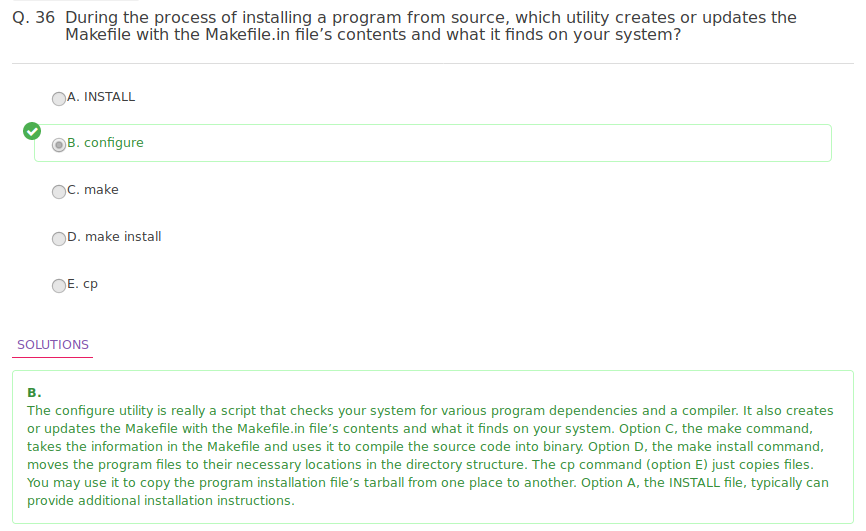 Q. 36 During the process of installing a program from source, which utility creates or updates the
Makefile with the Makefile.in file’s contents and what it finds on your system?
A. INSTALL
B. configure
C. make
D. make install
E. cp
SOLUTIONS
B.
The configure utility is really a script that checks your system for various program dependencies and a compiler. It also creates
or updates the Makefile with the Makefile.in file’s contents and what it finds on your system. Option C, the make command,
takes the information in the Makefile and uses it to compile the source code into binary. Option D, the make install command,
moves the program files to their necessary locations in the directory structure. The cp command (option E) just copies files.
You may use it to copy the program installation file’s tarball from one place to another. Option A, the INSTALL file, typically can
provide additional installation instructions.